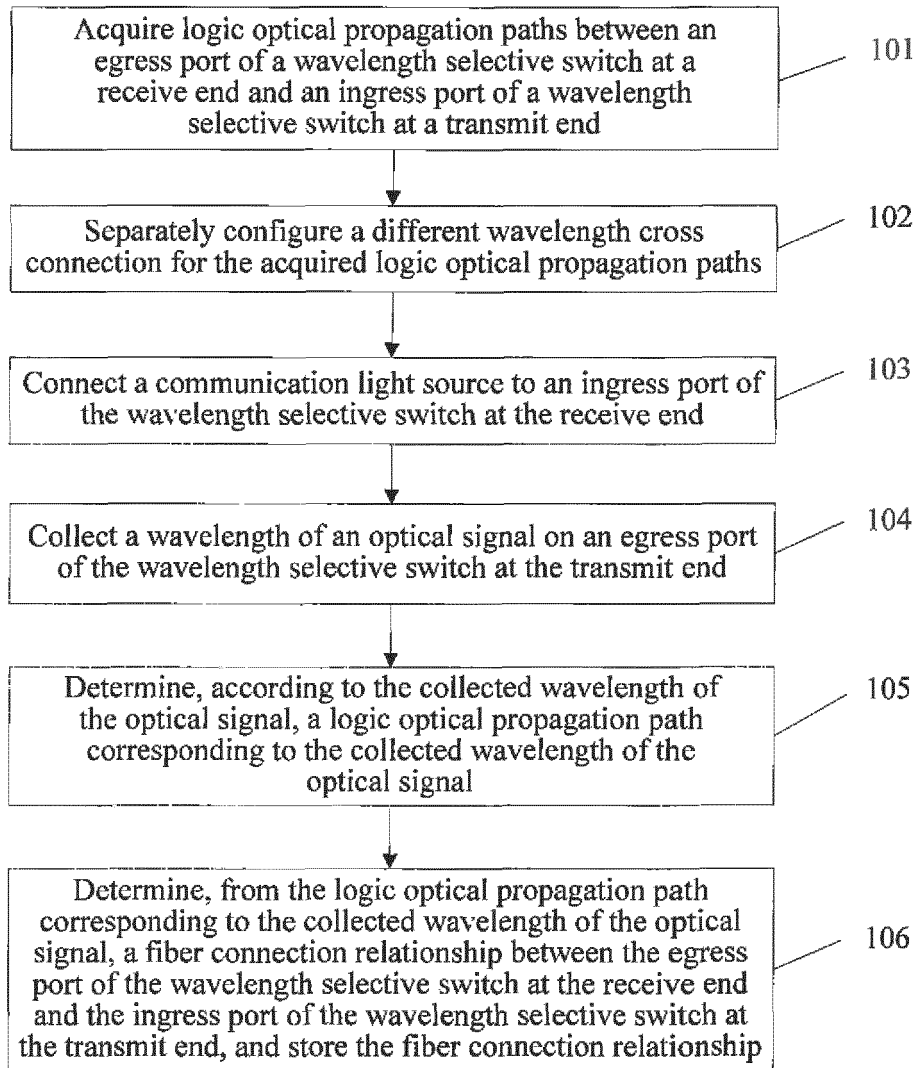 Acquire logic optical propagation paths between an
egress port of a wavelength selective switch at a
receive end and an ingress port of a wavelength
selective switch at a transmit end
101
Separately configure a different wavelength cross
connection for the acquired logic optical propagation paths
102
Connect a communication light source to an ingress port of
the wavelength selective switch at the receive end
103
Collect a wavelength of an optical signal on an egress port
of the wavelength selective switch at the transmit end
104
Determine, according to the collected wavelength of
the optical signal, a logic optical propagation path
corresponding to the collected wavelength of the
optical signal
105
Determine, from the logic optical propagation path
corresponding to the collected wavelength of the optical
signal, a fiber connection relationship between the egress
port of the wavelength selective switch at the receive end
and the ingress port of the wavelength selective switch at
the transmit end, and store the fiber connection relationship
106